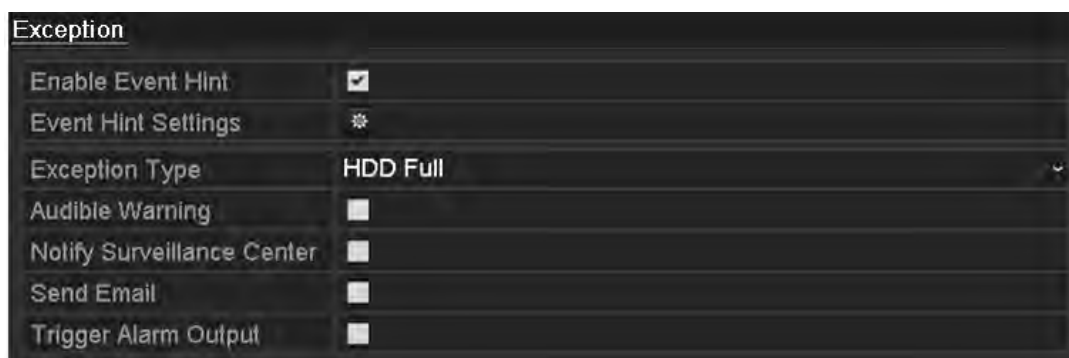 Exception
Enable Event Hint
Event Hint Settings
Exception Type HDD Full
Audible Warning
Notify Surveillance Center
Send Email
Trigger Alarm Output